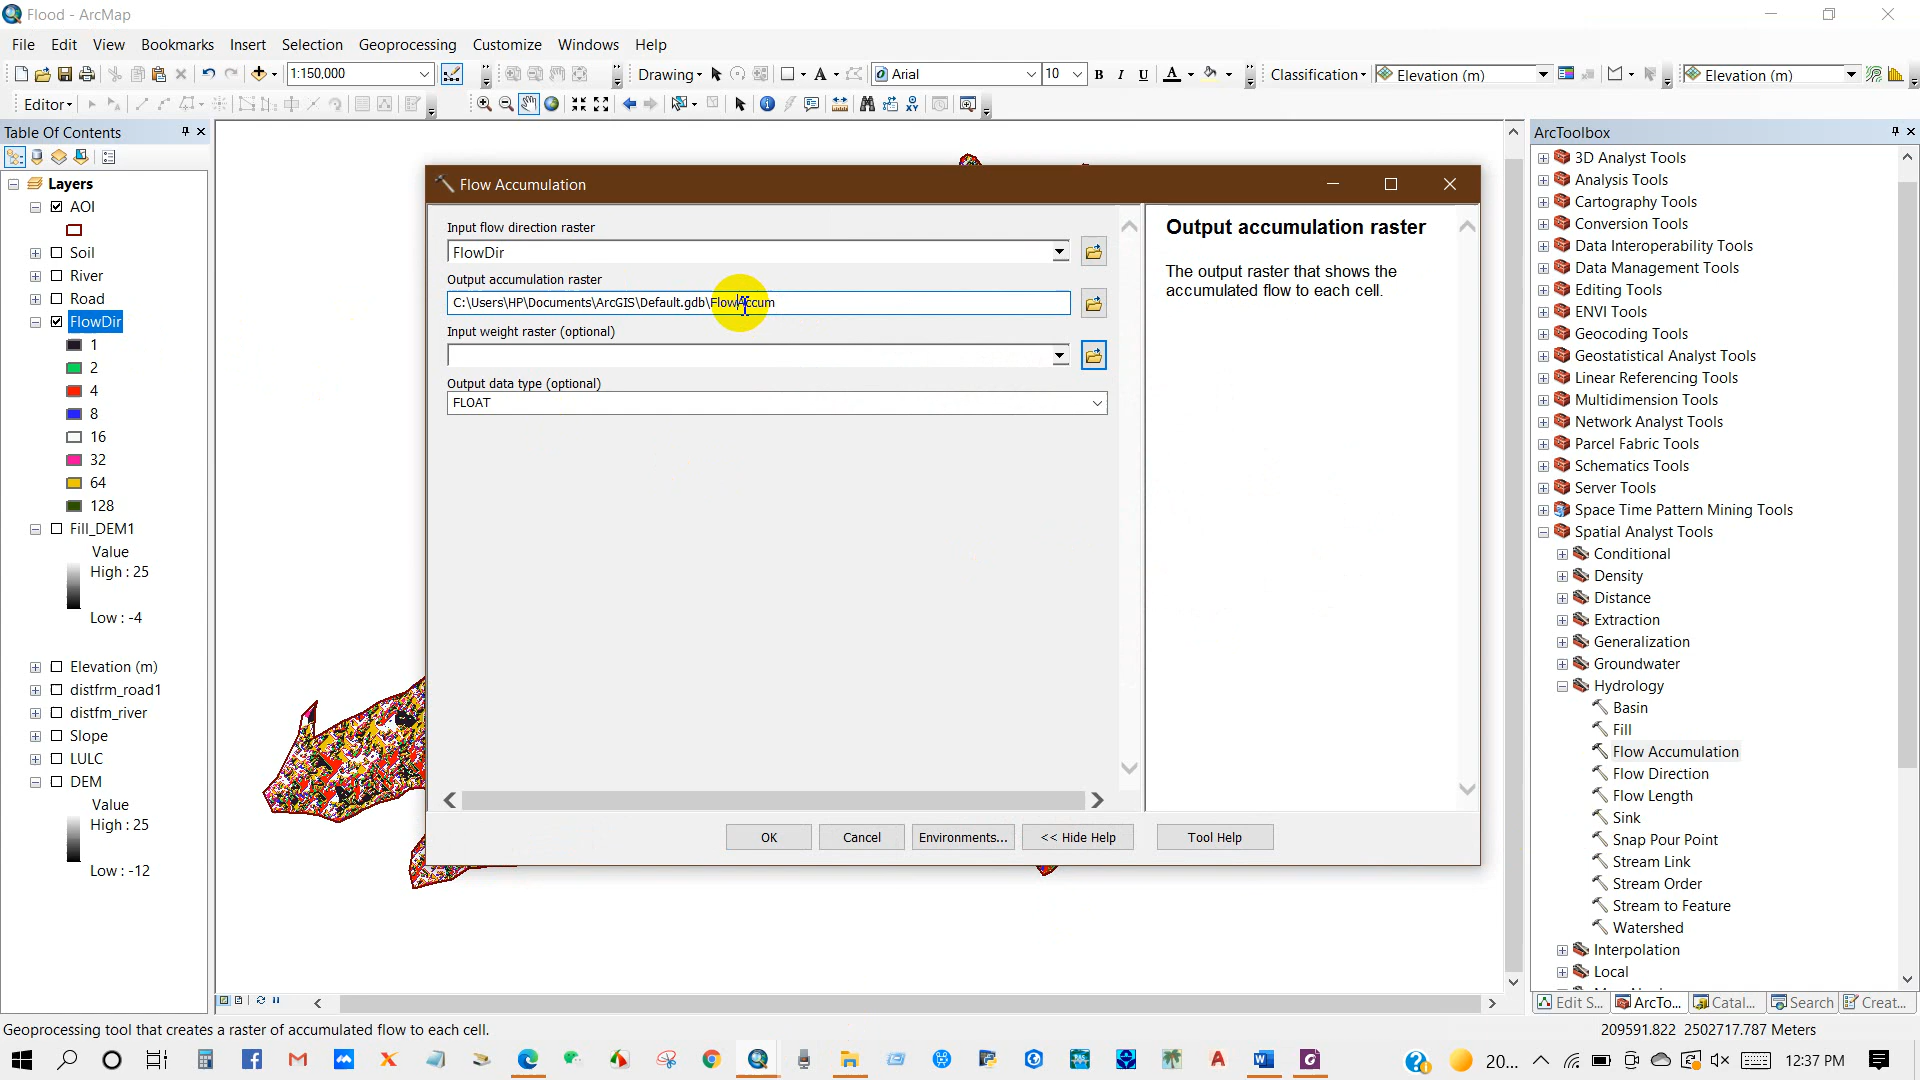 Flood - ArcMap
File Edit View Bookmarks Insert Selection Geoprocessing Customize Windows Help
1:150,000 Drawing Arial 10 B I U A Classification Elevation (m) Elevation (m)
Editor
Table Of Contents
Layers
AOI
Soil
River
Road
FlowDir
1
2
4
8
16
32
64
128
Fill_DEM1
Value
High : 25
Low : -4
Elevation (m)
distfrm_road1
distfm_river
Slope
LULC
DEM
Value
High : 25
Low : -12
Flow Accumulation
Input flow direction raster
FlowDir
Output accumulation raster
C:\Users\HP\Documents\ArcGIS\Default.gdb\FlowAccum
Input weight raster (optional)
Output data type (optional)
FLOAT
Output accumulation raster
The output raster that shows the
accumulated flow to each cell.
OK Cancel Environments... << Hide Help Tool Help
ArcToolbox
3D Analyst Tools
Analysis Tools
Cartography Tools
Conversion Tools
Data Interoperability Tools
Data Management Tools
Editing Tools
ENVI Tools
Geocoding Tools
Geostatistical Analyst Tools
Linear Referencing Tools
Multidimension Tools
Network Analyst Tools
Parcel Fabric Tools
Schematics Tools
Server Tools
Space Time Pattern Mining Tools
Spatial Analyst Tools
Conditional
Density
Distance
Extraction
Generalization
Groundwater
Hydrology
Basin
Fill
Flow Accumulation
Flow Direction
Flow Length
Sink
Snap Pour Point
Stream Link
Stream Order
Stream to Feature
Watershed
Interpolation
Local
Edit S... ArcTo... Catal... Search Creat...
Geoprocessing tool that creates a raster of accumulated flow to each cell.
209591.822 2502717.787 Meters
20... 12:37 PM